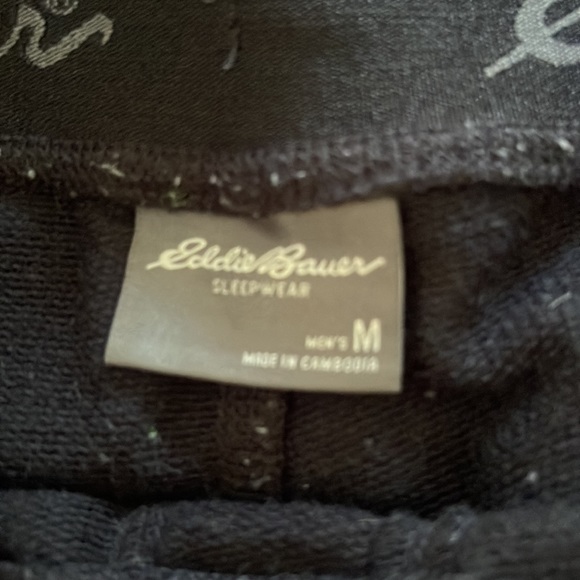 Eddie Bauer
SLEEPWEAR
MEN'S M
MADE IN CAMBODIA